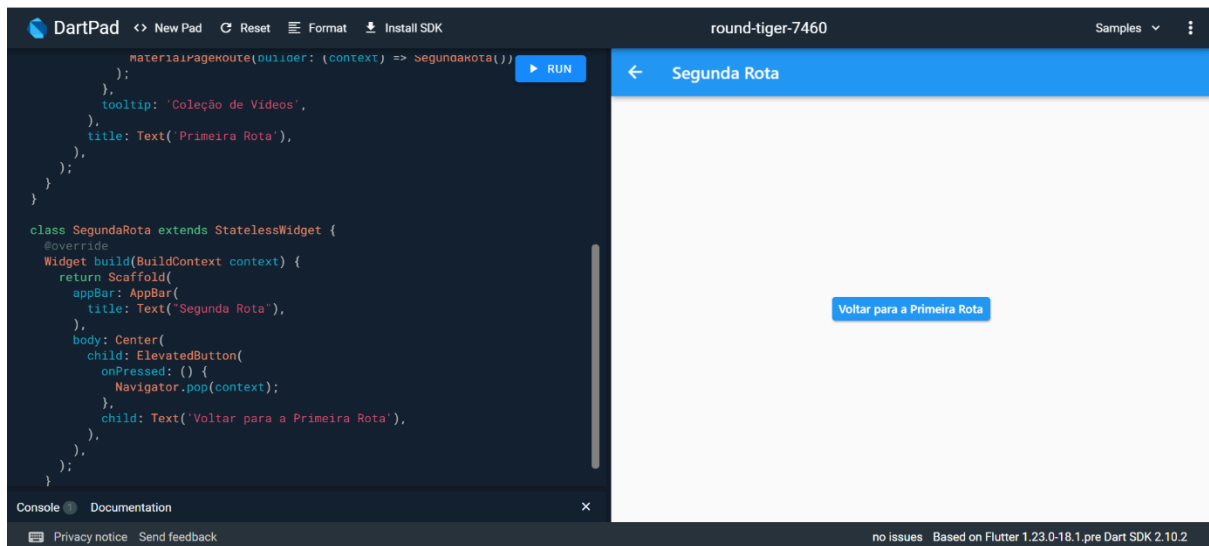 DartPad <> New Pad Reset Format Install SDK round-tiger-7460 Samples
MaterialPageRoute(builder: (context) => SegundaRota())
RUN
);
},
tooltip: 'Coleção de Vídeos',
),
title: Text('Primeira Rota'),
),
);
}
}
class SegundaRota extends StatelessWidget {
@override
Widget build(BuildContext context) {
return Scaffold(
appBar: AppBar(
title: Text("Segunda Rota"),
),
body: Center(
child: ElevatedButton(
onPressed: () {
Navigator.pop(context);
},
child: Text('Voltar para a Primeira Rota'),
),
),
);
}
Console 1 Documentation ×
Segunda Rota
Voltar para a Primeira Rota
Privacy notice Send feedback
no issues Based on Flutter 1.23.0-18.1.pre Dart SDK 2.10.2